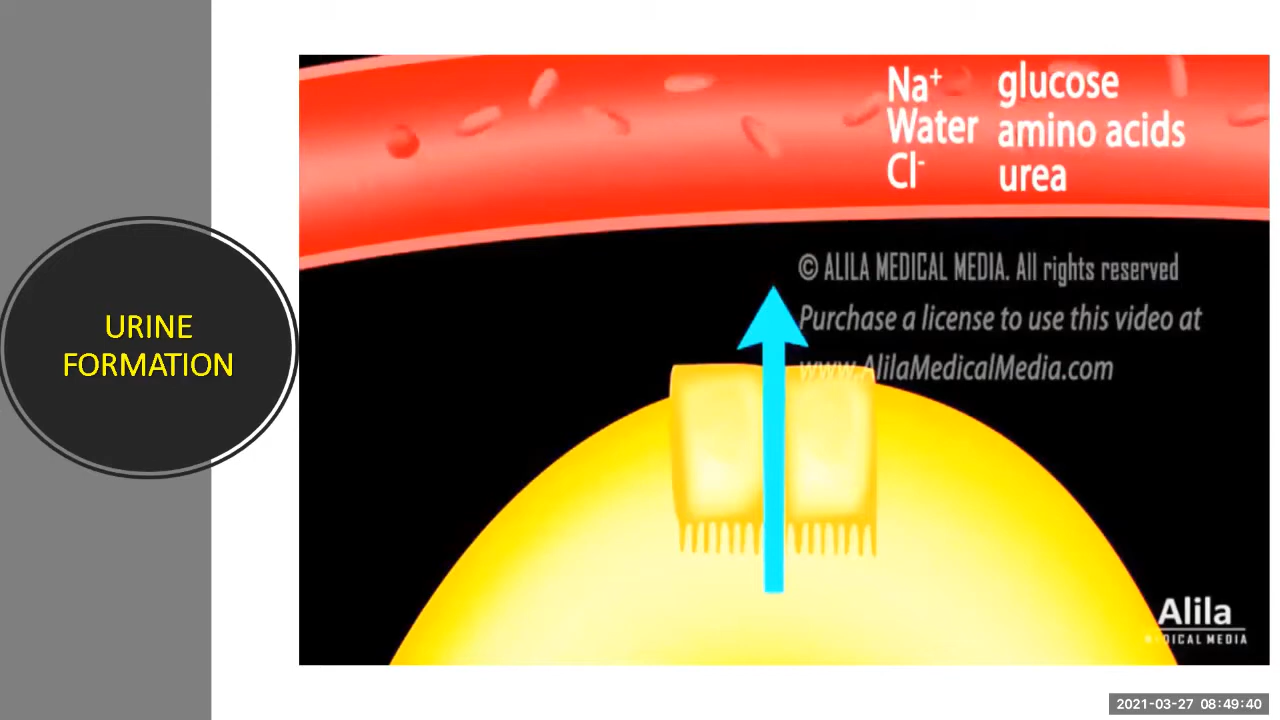 URINE
FORMATION
Na⁺ glucose
Water amino acids
Cl⁻ urea
© ALILA MEDICAL MEDIA. All rights reserved
Purchase a license to use this video at
www.AlilaMedicalMedia.com
Alila
MEDICAL MEDIA
2021-03-27 08:49:40